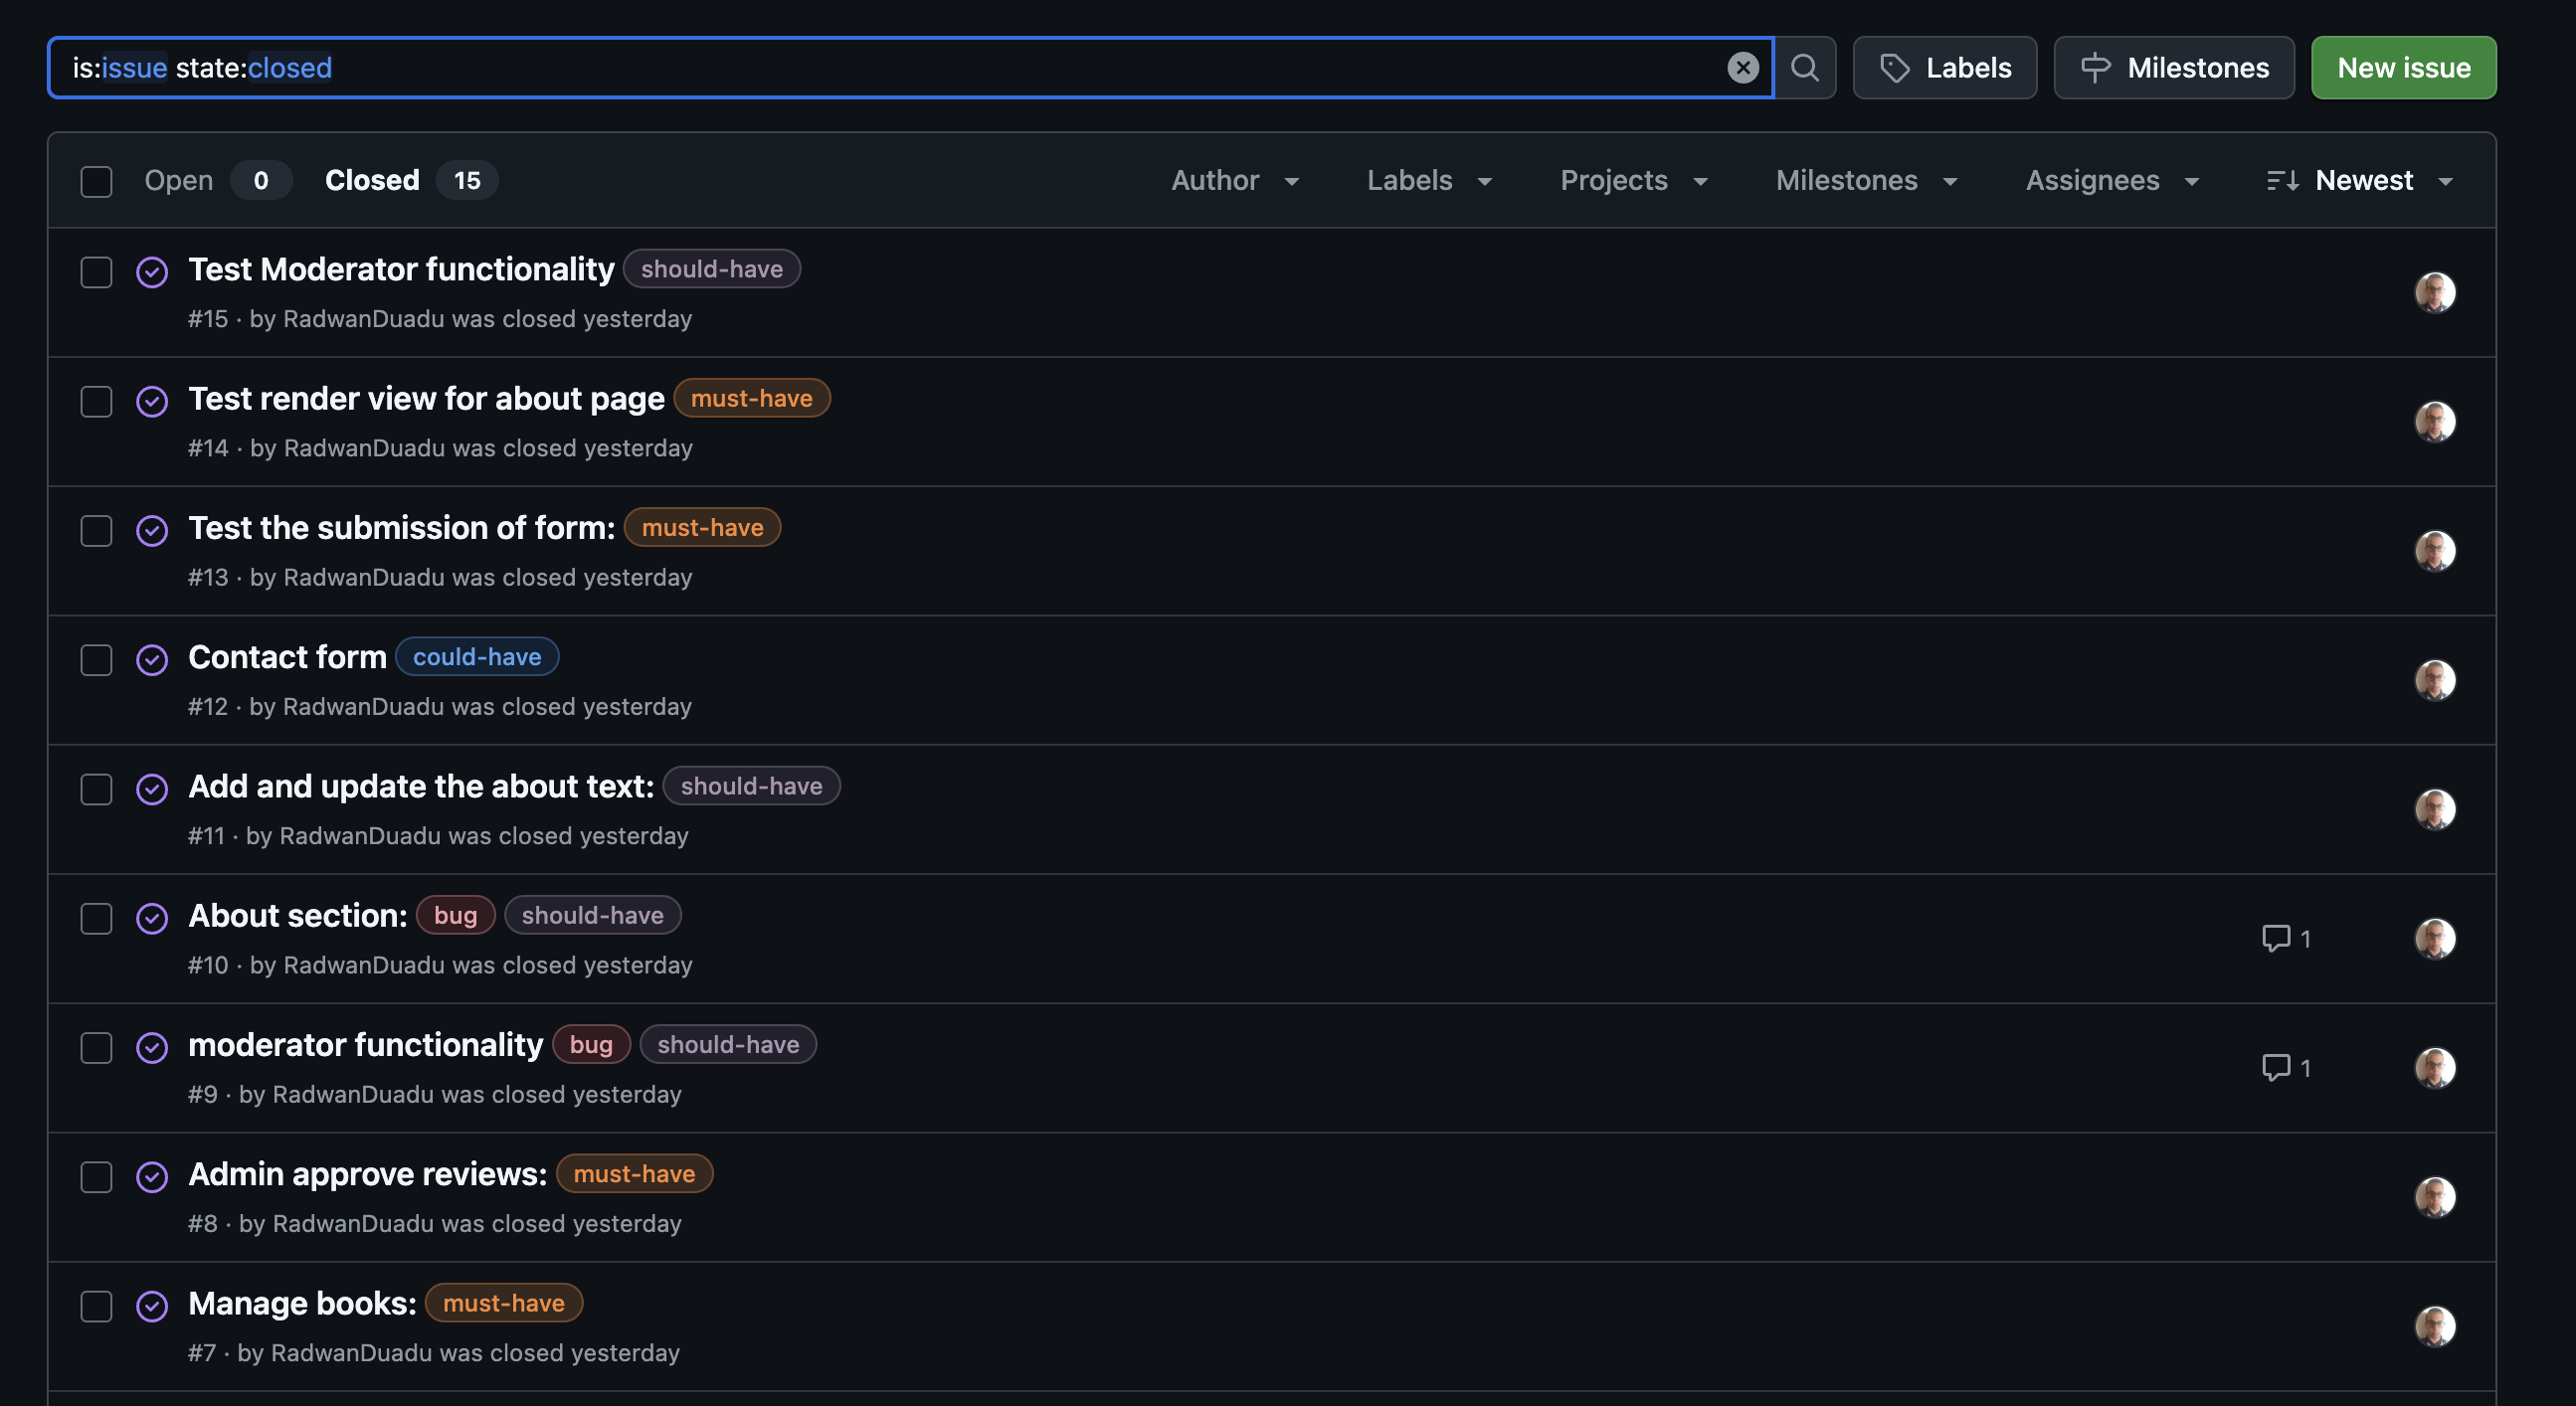 is:issue state:closed
Labels
Milestones
New issue
Open 0 Closed 15 Author Labels Projects Milestones Assignees Newest
Test Moderator functionality should-have
#15 · by RadwanDuadu was closed yesterday
Test render view for about page must-have
#14 · by RadwanDuadu was closed yesterday
Test the submission of form: must-have
#13 · by RadwanDuadu was closed yesterday
Contact form could-have
#12 · by RadwanDuadu was closed yesterday
Add and update the about text: should-have
#11 · by RadwanDuadu was closed yesterday
About section: bug should-have
1
#10 · by RadwanDuadu was closed yesterday
moderator functionality bug should-have
1
#9 · by RadwanDuadu was closed yesterday
Admin approve reviews: must-have
#8 · by RadwanDuadu was closed yesterday
Manage books: must-have
#7 · by RadwanDuadu was closed yesterday